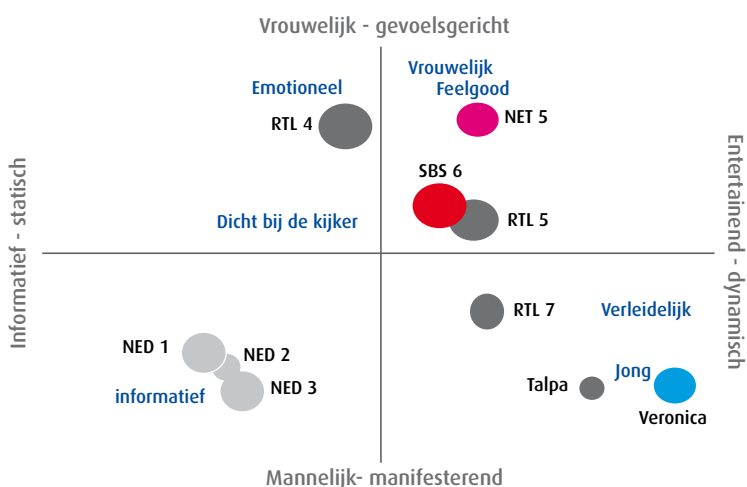 Vrouwelijk - gevoelsgericht
Vrouwelijk
Feelgood
Emotioneel
RTL 4
NET 5
SBS 6
Dicht bij de kijker
RTL 5
Informatief - statisch
Entertainend - dynamisch
RTL 7
Verleidelijk
NED 1
NED 2
NED 3
informatief
Talpa
Jong
Veronica
Mannelijk- manifesterend